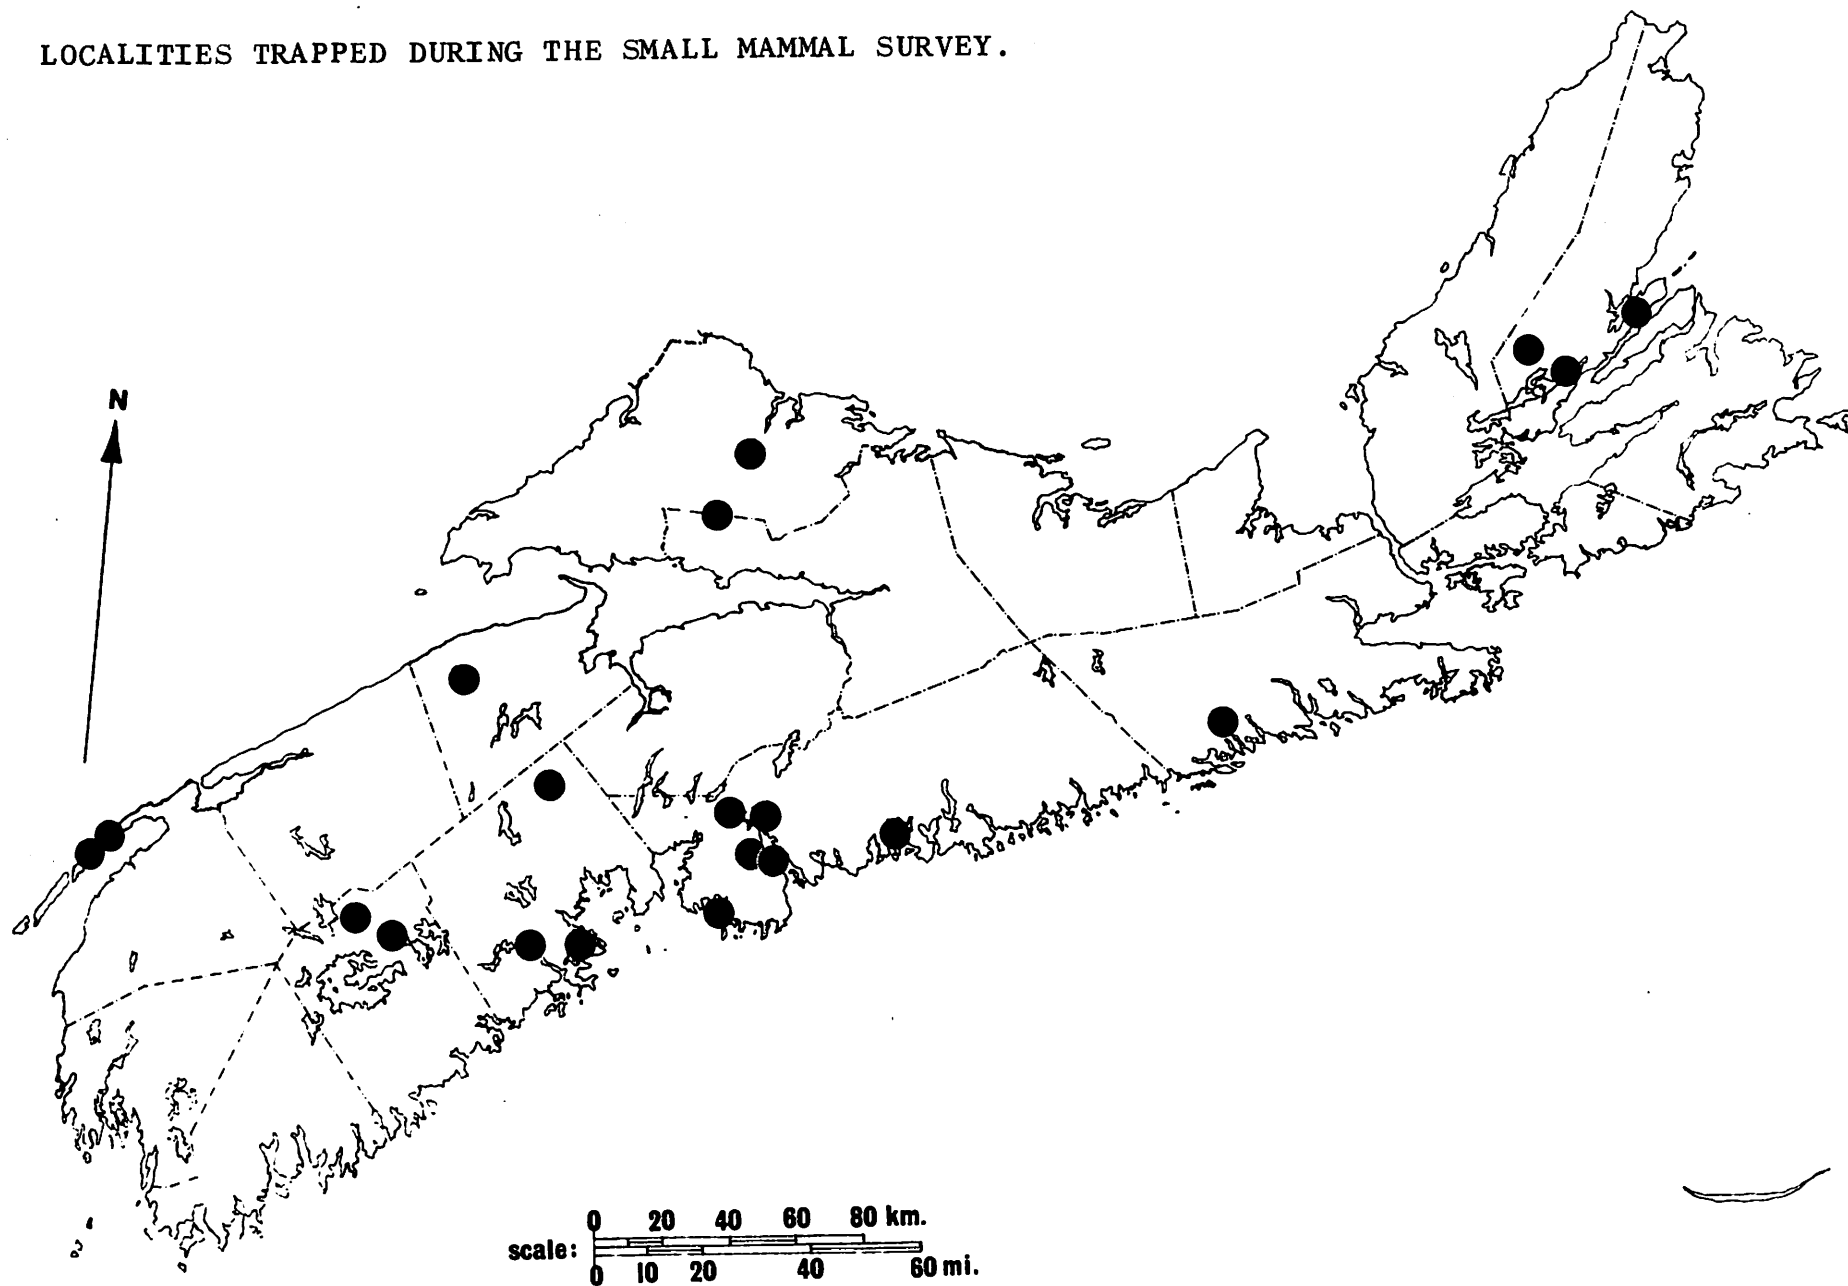 LOCALITIES TRAPPED DURING THE SMALL MAMMAL SURVEY.
N
0 20 40 60 80 km.
scale:
0 10 20 40 60 mi.